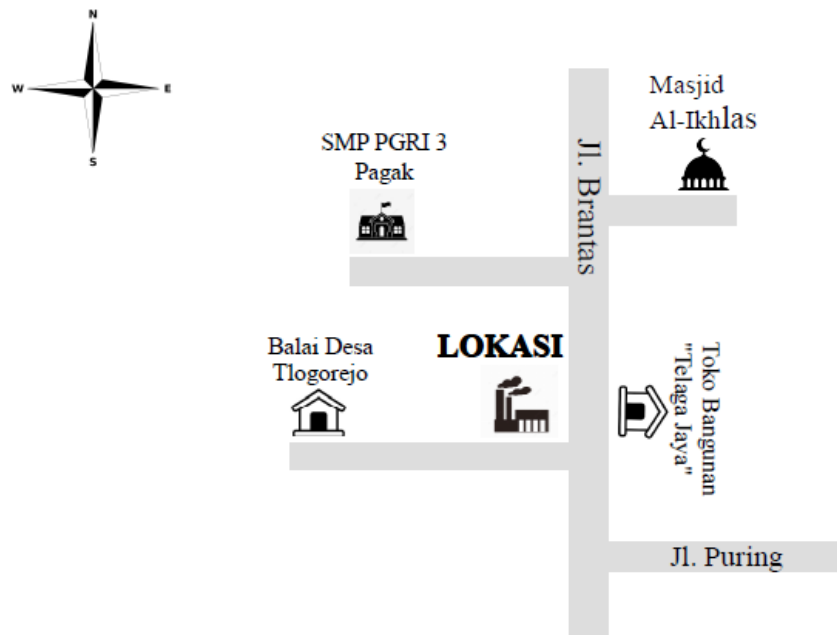 N
W
E
S
Masjid
Al-Ikhlas
SMP PGRI 3
Pagak
Jl. Brantas
Balai Desa
Tlogorejo
LOKASI
Toko Bangunan
"Telaga Jaya"
Jl. Puring